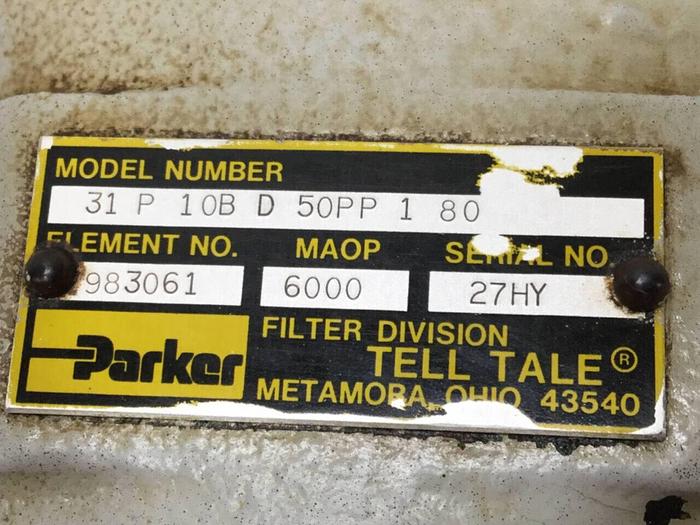 MODEL NUMBER
31 P 10B D 50PP 1 80
ELEMENT NO. MAOP SERIAL NO
983061 6000 27HY
Parker
FILTER DIVISION
TELL TALE ®
METAMORA, OHIO 43540